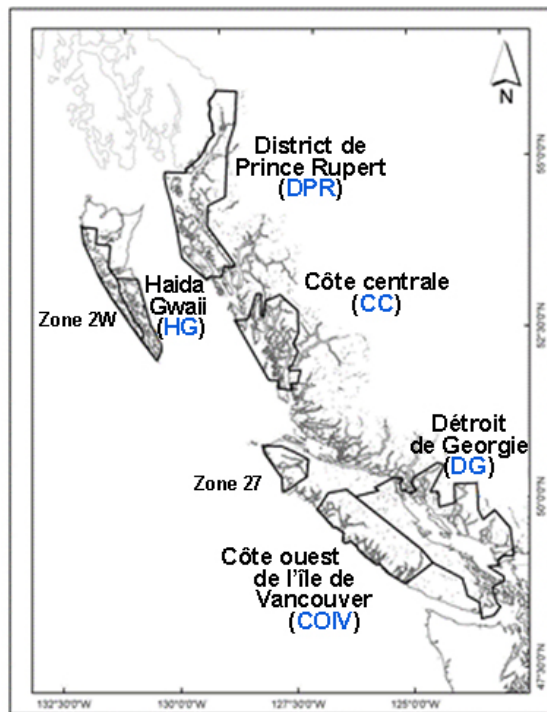 N
District de
Prince Rupert
(DPR)
55°0'0"N
Haida
Gwaii
(HG)
Zone 2W
Côte centrale
(CC)
52°30'0"N
Détroit
de Georgie
(DG)
Zone 27
50°0'0"N
Côte ouest
de l'île de
Vancouver
(COIV)
47°30'0"N
132°30'0"W
130°0'0"W
127°30'0"W
125°0'0"W